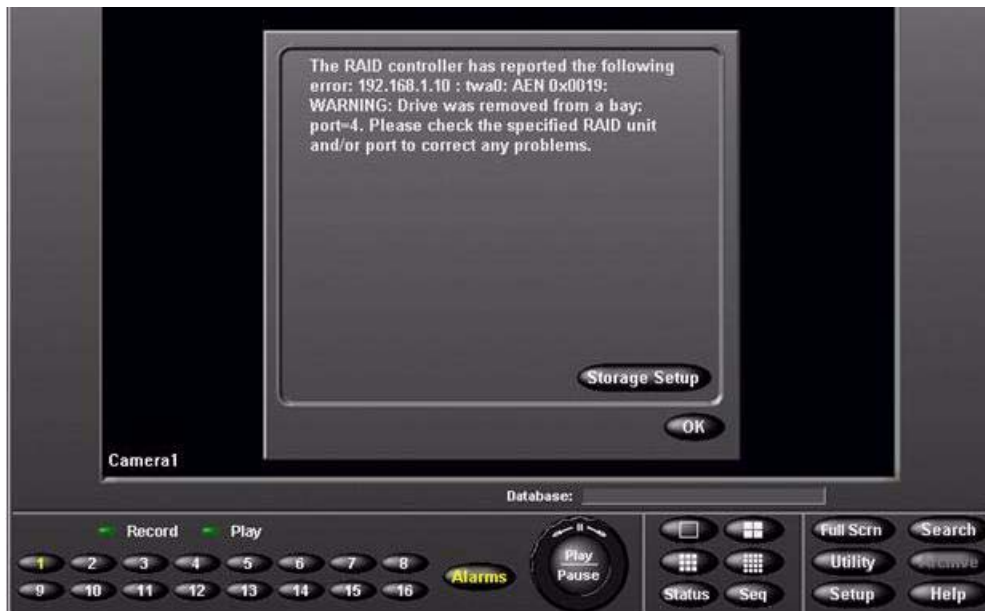 The RAID controller has reported the following
error: 192.168.1.10 : twa0: AEN 0x0019:
WARNING: Drive was removed from a bay:
port=4. Please check the specified RAID unit
and/or port to correct any problems.
Storage Setup
OK
Camera1
Database:
Record Play
1 2 3 4 5 6 7 8
9 10 11 12 13 14 15 16
Alarms
Play
Pause
Status Seq
Full Scrn Search
Utility Archive
Setup Help